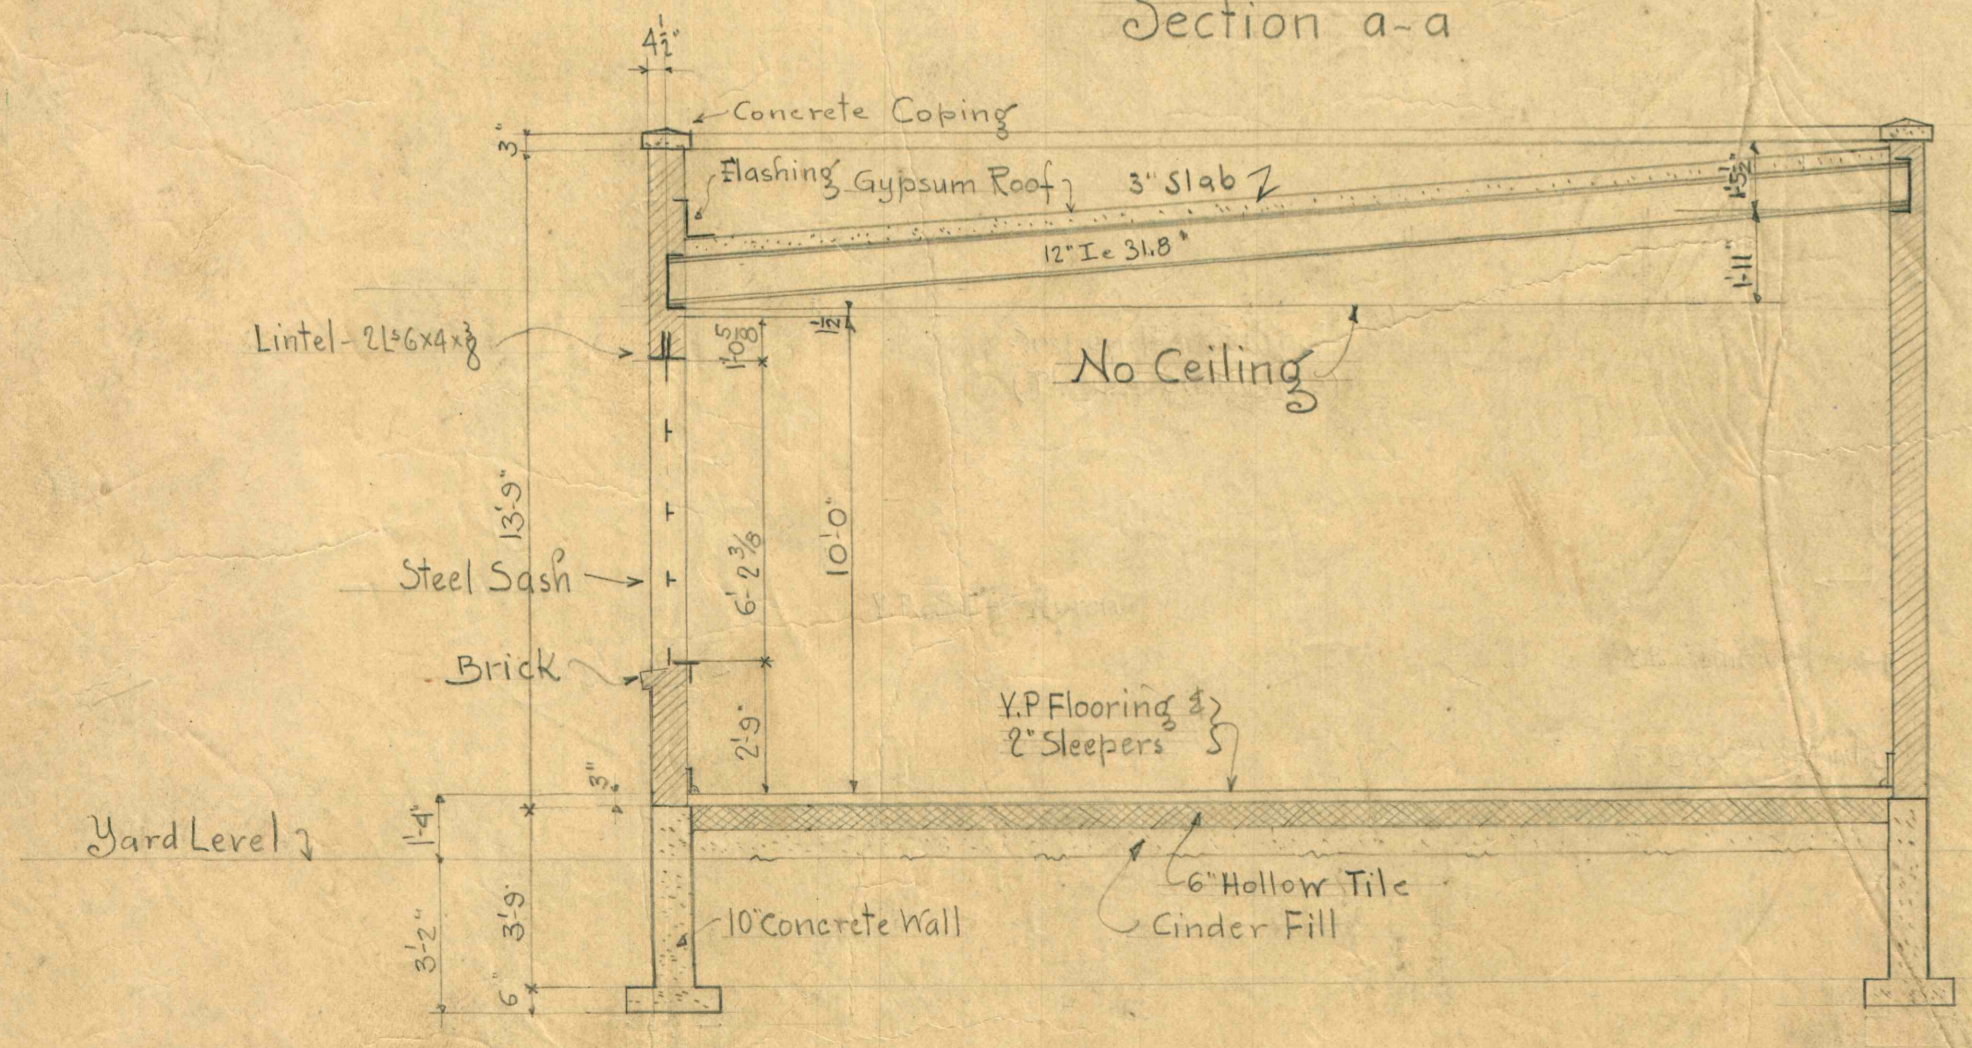 Section a-a
4½"
Concrete Coping
3"
Flashing
Gypsum Roof
3" Slab
1'-5½"
12" I e 31.8#
1'-11"
Lintel - 2Ls 6x4x⅜
1'-0⅝
½
No Ceiling
13'-9"
6'-2⅜
10'-0"
Steel Sash
Brick
2'-9"
Y.P Flooring &
2" Sleepers
3"
1'-4"
Yard Level
6" Hollow Tile
Cinder Fill
10" Concrete Wall
3'-9"
3'-2"
6"